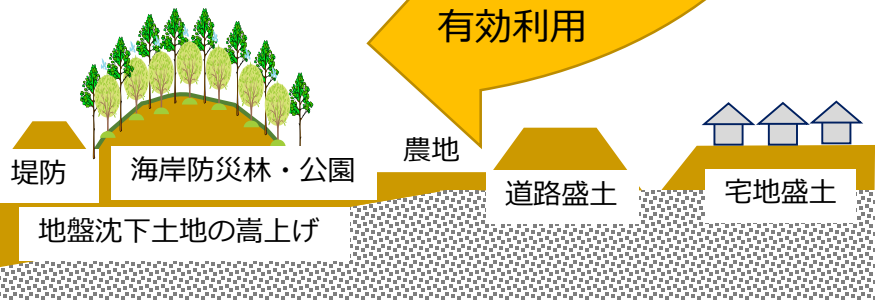 有効利用
農地
堤防
海岸防災林・公園
道路盛土
宅地盛土
地盤沈下土地の嵩上げ